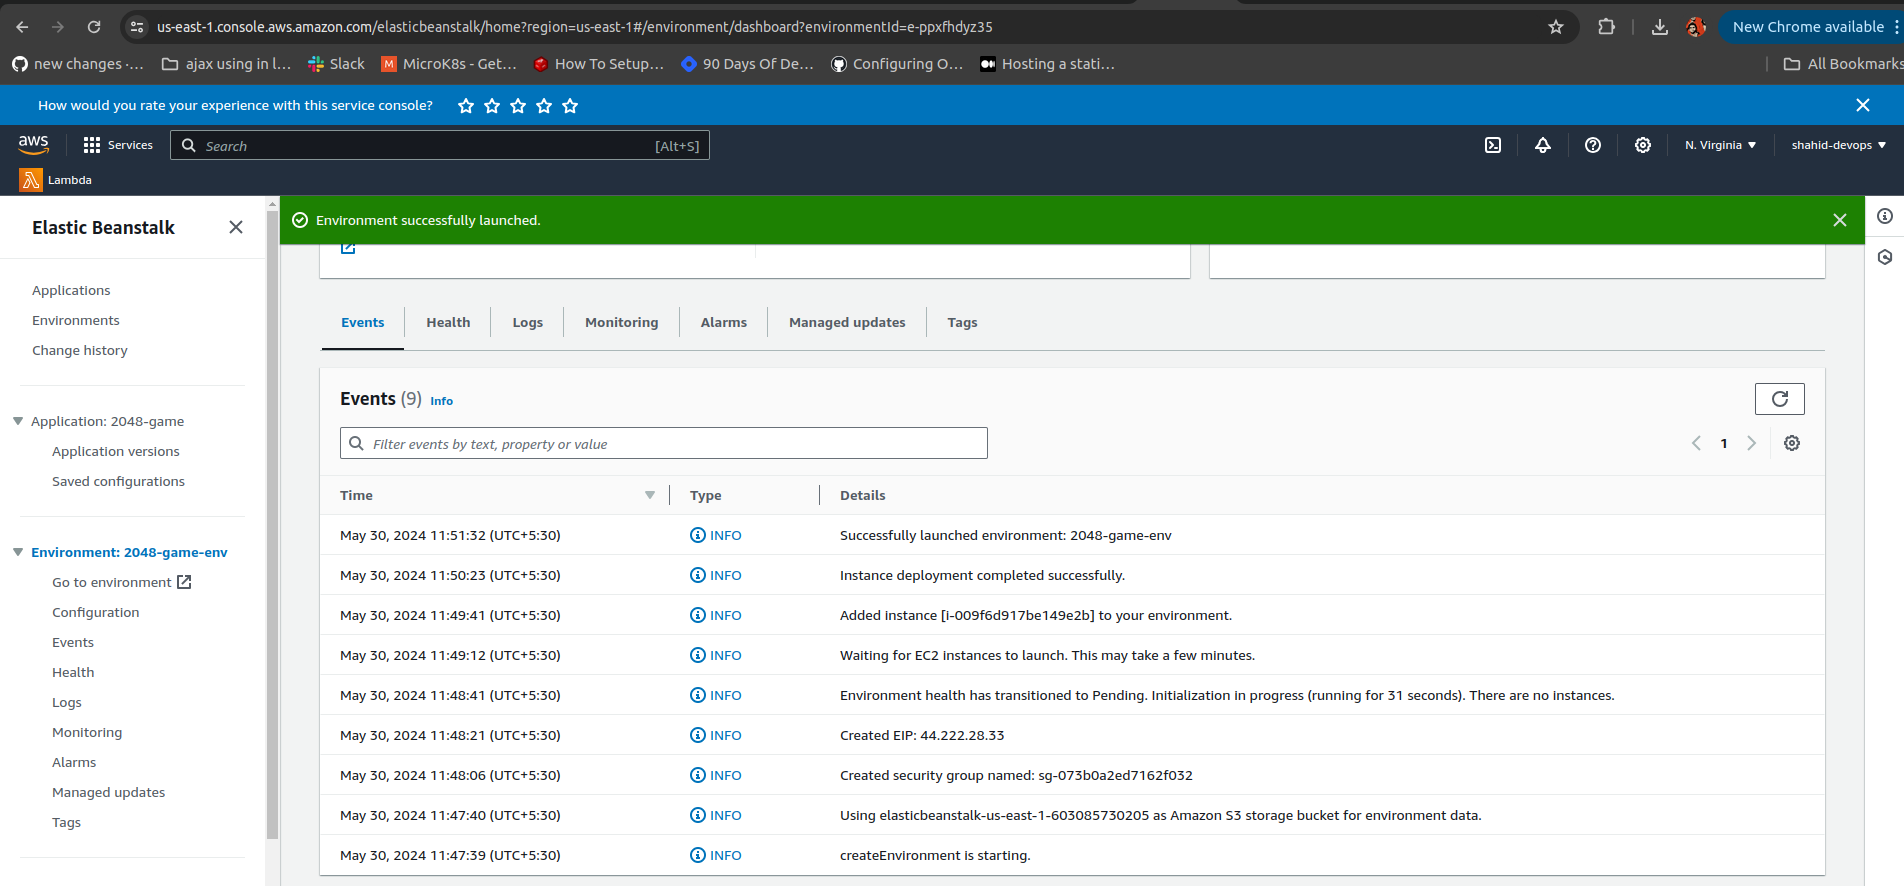 us-east-1.console.aws.amazon.com/elasticbeanstalk/home?region=us-east-1#/environment/dashboard?environmentId=e-ppxfhdyz35
New Chrome available
new changes ·...
ajax using in l...
Slack
M MicroK8s - Get...
How To Setup...
90 Days Of De...
Configuring O...
Hosting a stati...
All Bookmarks
How would you rate your experience with this service console?
aws
Services
Search
[Alt+S]
N. Virginia
shahid-devops
Lambda
Elastic Beanstalk
Environment successfully launched.
Applications
Environments
Change history
Application: 2048-game
Application versions
Saved configurations
Environment: 2048-game-env
Go to environment
Configuration
Events
Health
Logs
Monitoring
Alarms
Managed updates
Tags
Events
Health
Logs
Monitoring
Alarms
Managed updates
Tags
Events (9) Info
Filter events by text, property or value
1
Time Type Details
May 30, 2024 11:51:32 (UTC+5:30) INFO Successfully launched environment: 2048-game-env
May 30, 2024 11:50:23 (UTC+5:30) INFO Instance deployment completed successfully.
May 30, 2024 11:49:41 (UTC+5:30) INFO Added instance [i-009f6d917be149e2b] to your environment.
May 30, 2024 11:49:12 (UTC+5:30) INFO Waiting for EC2 instances to launch. This may take a few minutes.
May 30, 2024 11:48:41 (UTC+5:30) INFO Environment health has transitioned to Pending. Initialization in progress (running for 31 seconds). There are no instances.
May 30, 2024 11:48:21 (UTC+5:30) INFO Created EIP: 44.222.28.33
May 30, 2024 11:48:06 (UTC+5:30) INFO Created security group named: sg-073b0a2ed7162f032
May 30, 2024 11:47:40 (UTC+5:30) INFO Using elasticbeanstalk-us-east-1-603085730205 as Amazon S3 storage bucket for environment data.
May 30, 2024 11:47:39 (UTC+5:30) INFO createEnvironment is starting.